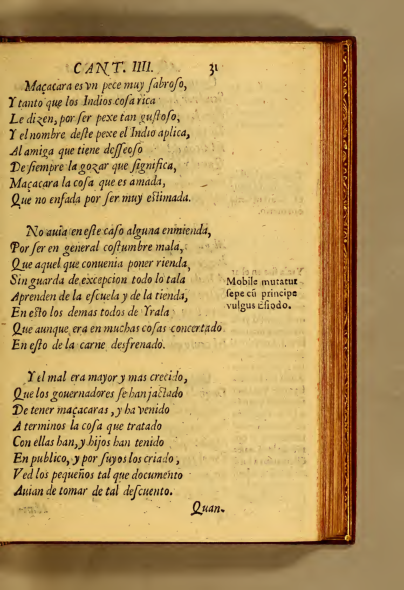 CANT. IIII. 31
Maçacara es vn pece muy ſabroſo,
Y tanto que los Indios coſa rica
Le dizen, por ſer pexe tan guſtoſo,
Y el nombre deſte pexe el Indio aplica,
Al amiga que tiene deſſeoſo
De ſiempre la gozar que ſignifica,
Maçacara la coſa que es amada,
Que no enfada por ſer muy eſtimada.
No auia en eſte caſo alguna enmienda,
Por ſer en general coſtumbre mala,
Que aquel que conuenia poner rienda,
Sin guarda de excepcion todo lo tala
Aprenden de la eſcuela y de la tienda,
En eſto los demas todos de Yrala
Que aunque era en muchas coſas concertado
En eſto de la carne deſfrenado.
Mobile mutatur
ſepe cũ principe
vulgus Eſiodo.
Y el mal era mayor y mas crecido,
Que los gouernadores ſe han jactado
De tener maçacaras, y ha venido
A terminos la coſa que tratado
Con ellas han, y hijos han tenido
En publico, y por ſuyos los criado,
Ved los pequeños tal que documento
Auian de tomar de tal deſcuento.
Quan-